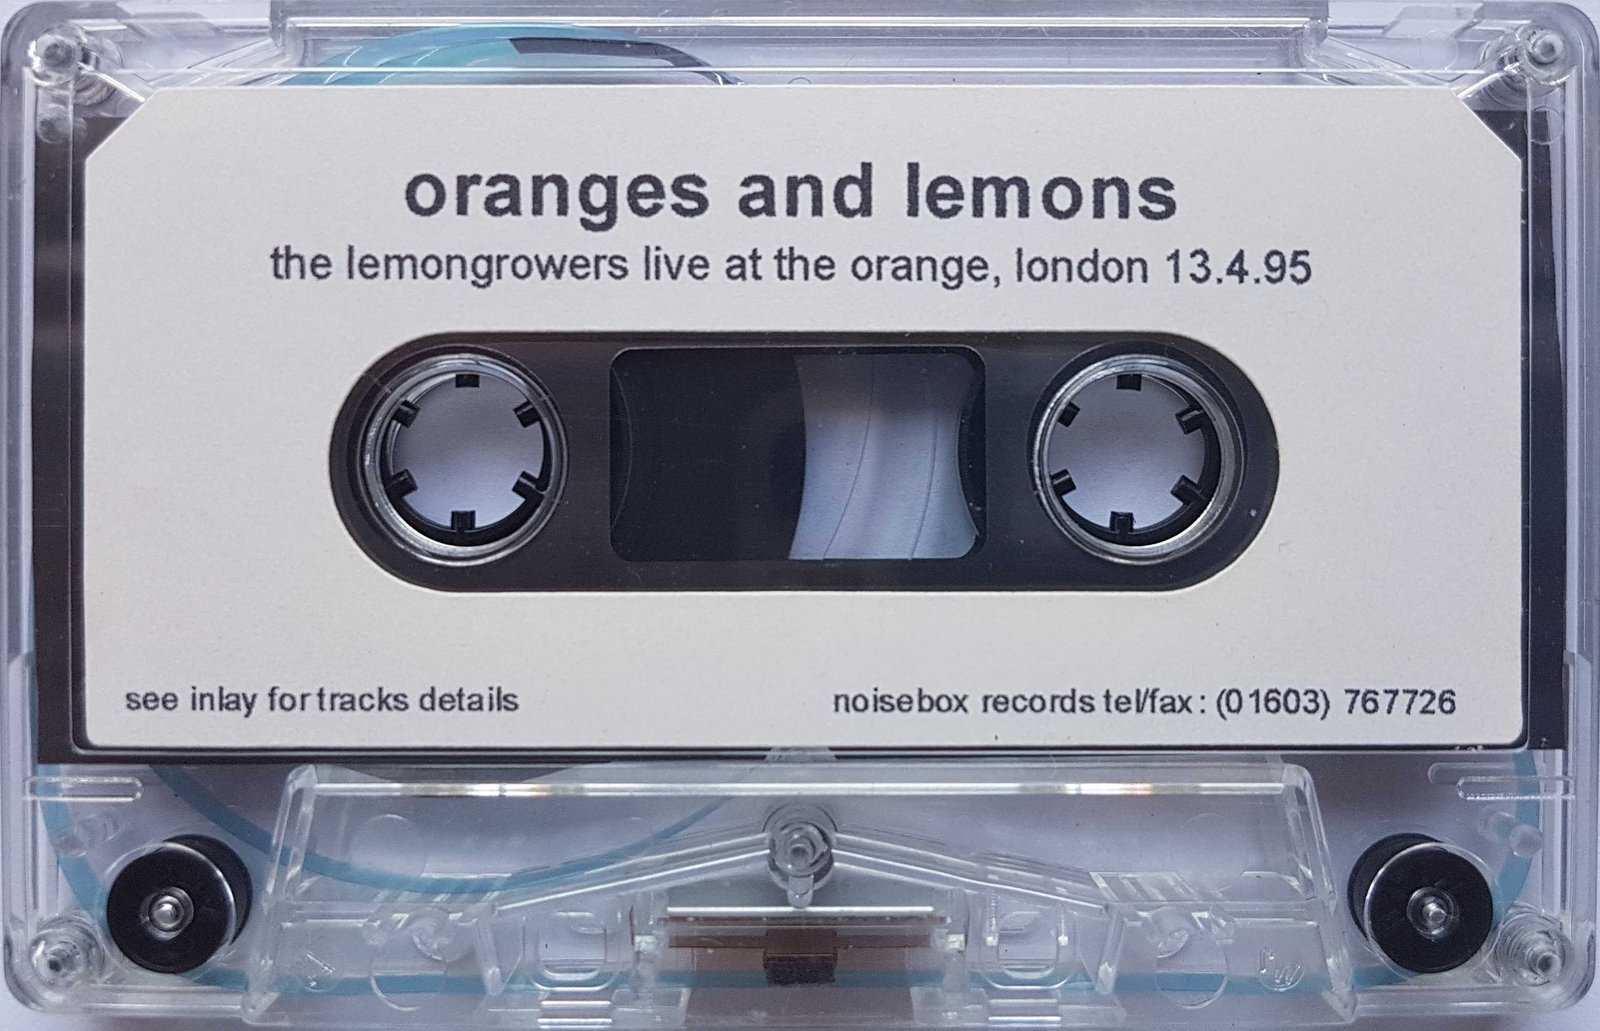 oranges and lemons
the lemongrowers live at the orange, london 13.4.95
see inlay for tracks details
noisebox records tel/fax: (01603) 767726